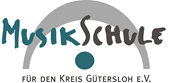 MUSIKSCHULE
FÜR DEN KREIS GÜTERSLOH E.V.